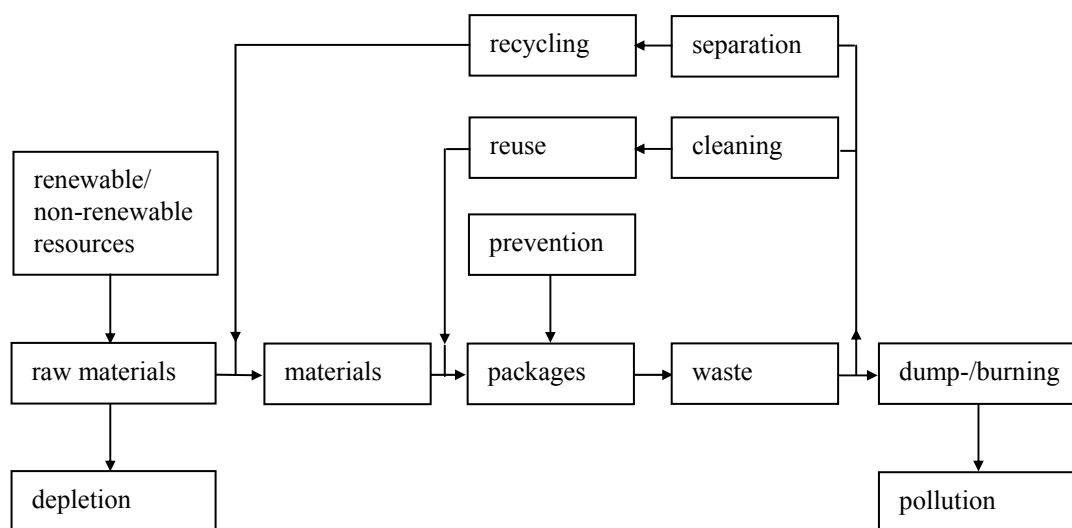 recycling
separation
reuse
cleaning
renewable/
non-renewable
resources
prevention
raw materials
materials
packages
waste
dump-/burning
depletion
pollution